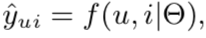 ŷ_{ui} = f(u, i|Θ),